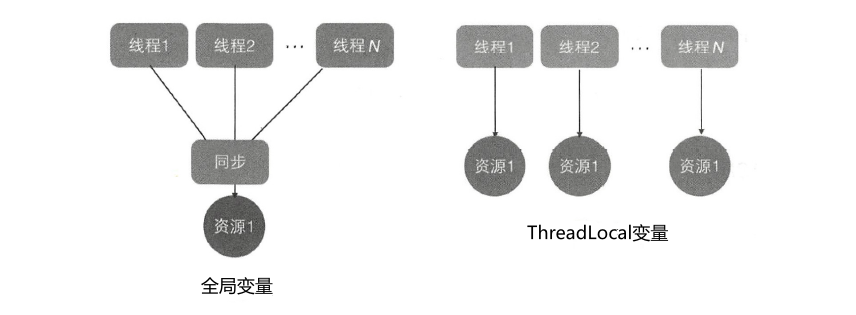 线程1 线程2 ··· 线程N
同步
资源1
全局变量
线程1 线程2 ··· 线程N
资源1 资源1 资源1
ThreadLocal变量